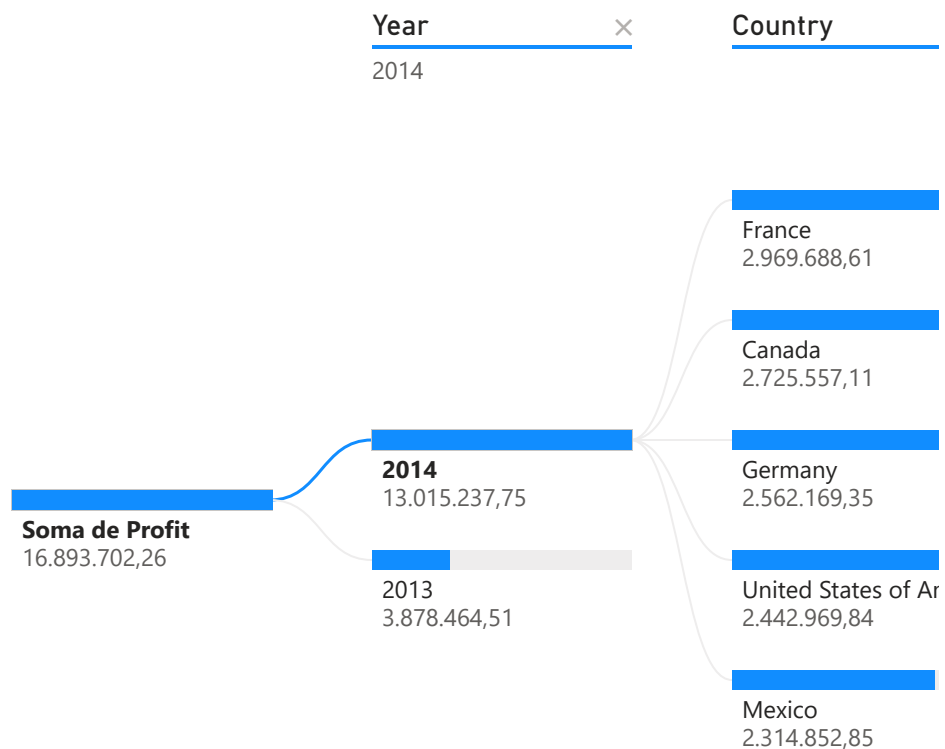 Year
2014
Country
Soma de Profit
16.893.702,26
2014
13.015.237,75
2013
3.878.464,51
France
2.969.688,61
Canada
2.725.557,11
Germany
2.562.169,35
United States of
2.442.969,84
Mexico
2.314.852,85